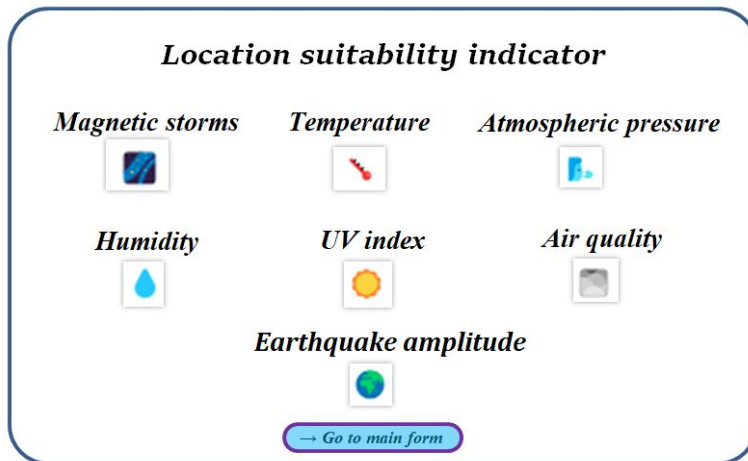 Location suitability indicator
Magnetic storms
Temperature
Atmospheric pressure
Humidity
UV index
Air quality
Earthquake amplitude
→ Go to main form